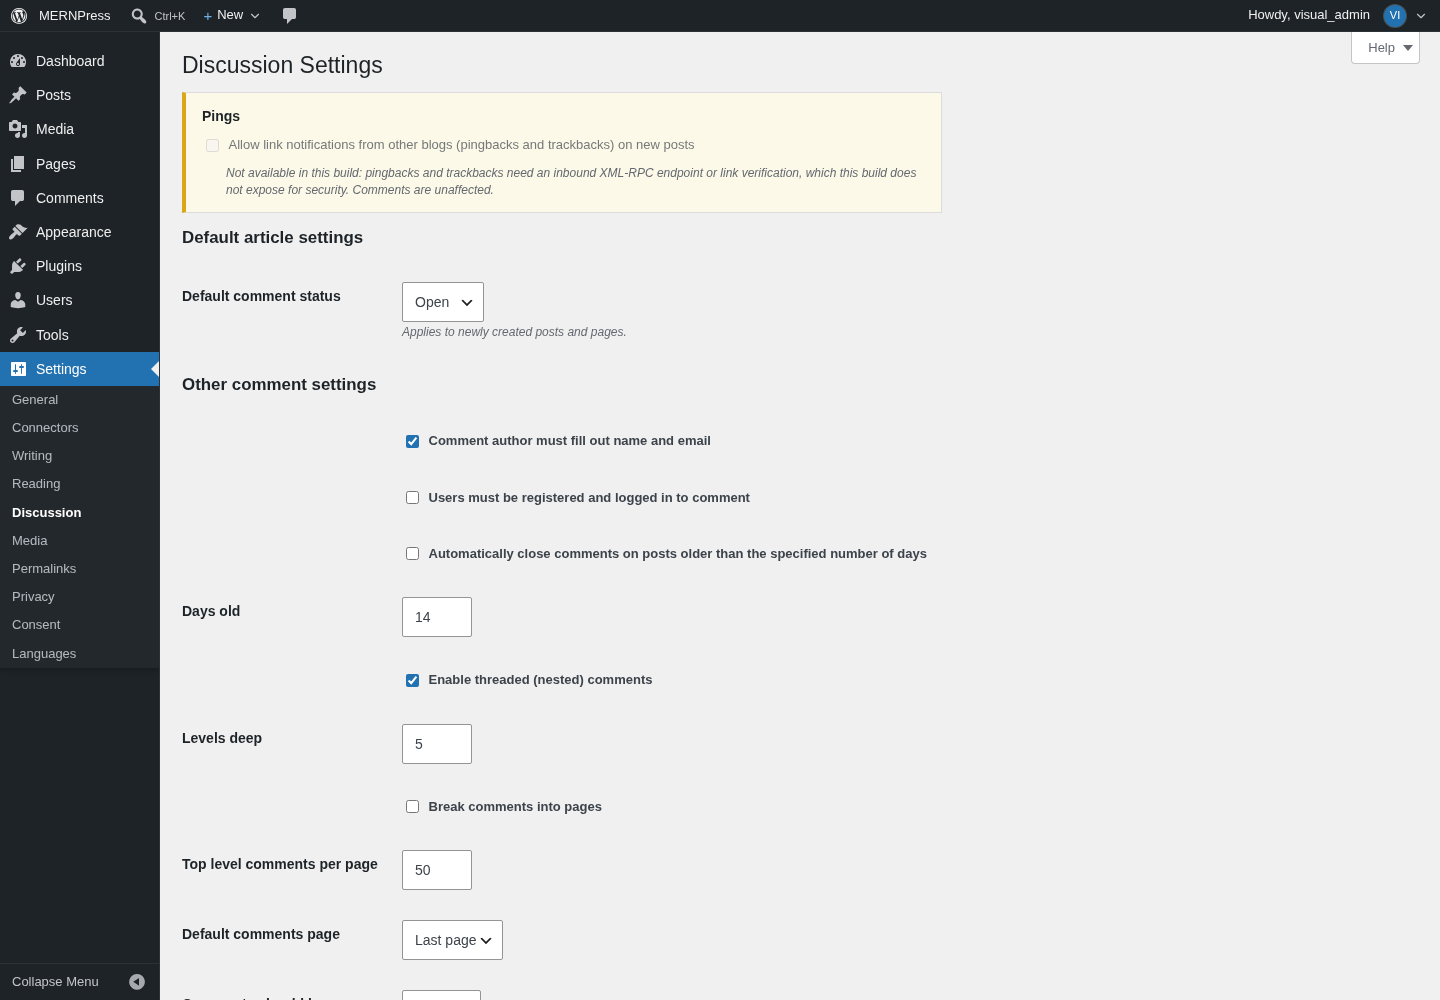 MERNPress
Ctrl+K
+ New
Howdy, visual_admin
VI
Help
Dashboard
Posts
Media
Pages
Comments
Appearance
Plugins
Users
Tools
Settings
General
Connectors
Writing
Reading
Discussion
Media
Permalinks
Privacy
Consent
Languages
Collapse Menu
Discussion Settings
Pings
Allow link notifications from other blogs (pingbacks and trackbacks) on new posts
Not available in this build: pingbacks and trackbacks need an inbound XML-RPC endpoint or link verification, which this build does
not expose for security. Comments are unaffected.
Default article settings
Default comment status
Open
Applies to newly created posts and pages.
Other comment settings
Comment author must fill out name and email
Users must be registered and logged in to comment
Automatically close comments on posts older than the specified number of days
Days old
14
Enable threaded (nested) comments
Levels deep
5
Break comments into pages
Top level comments per page
50
Default comments page
Last page